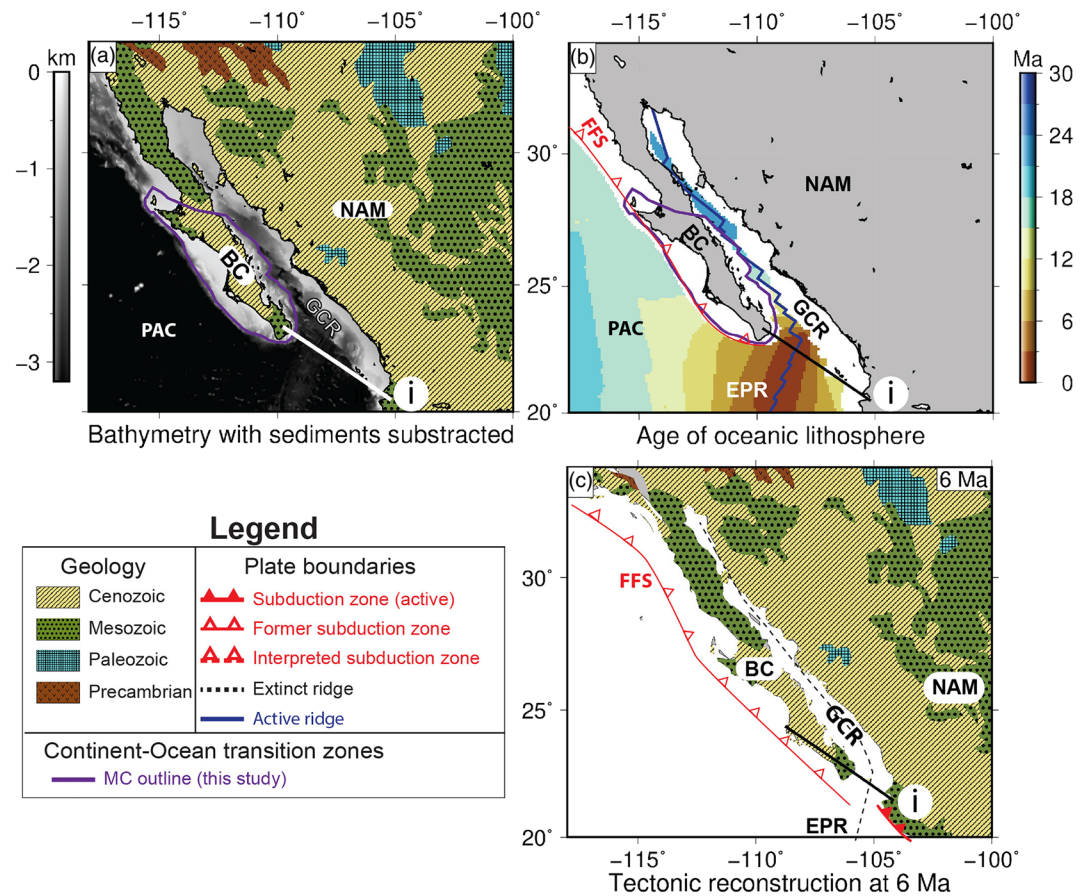 −115° −110° −105° −100°
km
(a)
0
−1
−2
−3
NAM
BC
GCR
PAC
i
−115° −110° −105° −100°
Bathymetry with sediments substracted
−115° −110° −105° −100°
(b)
FFS
NAM
BC
GCR
PAC
EPR
i
30°
25°
20°
Ma
30
24
18
12
6
0
Age of oceanic lithosphere
(c)
6 Ma
FFS
BC
NAM
GCR
EPR
i
30°
25°
20°
−115° −110° −105° −100°
Tectonic reconstruction at 6 Ma
Legend
Geology
Cenozoic
Mesozoic
Paleozoic
Precambrian
Plate boundaries
Subduction zone (active)
Former subduction zone
Interpreted subduction zone
Extinct ridge
Active ridge
Continent-Ocean transition zones
MC outline (this study)